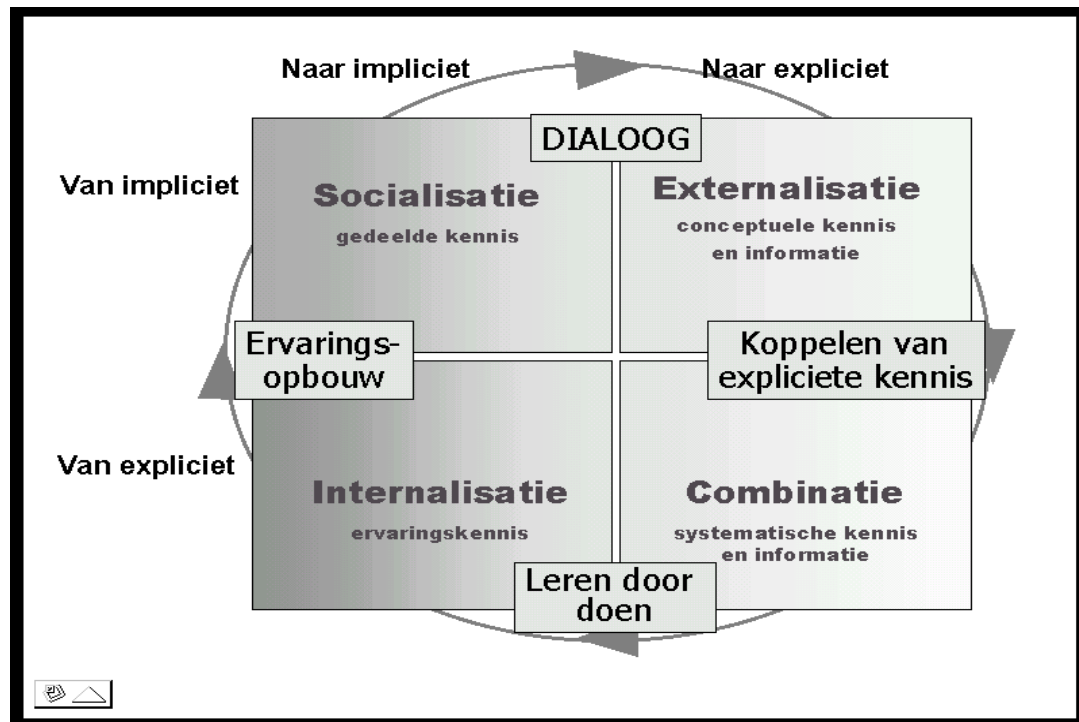 Naar impliciet
Naar expliciet
DIALOOG
Van impliciet
Socialisatie
gedeelde kennis
Externalisatie
conceptuele kennis
en informatie
Ervarings-
opbouw
Koppelen van
expliciete kennis
Van expliciet
Internalisatie
ervaringskennis
Combinatie
systematische kennis
en informatie
Leren door
doen